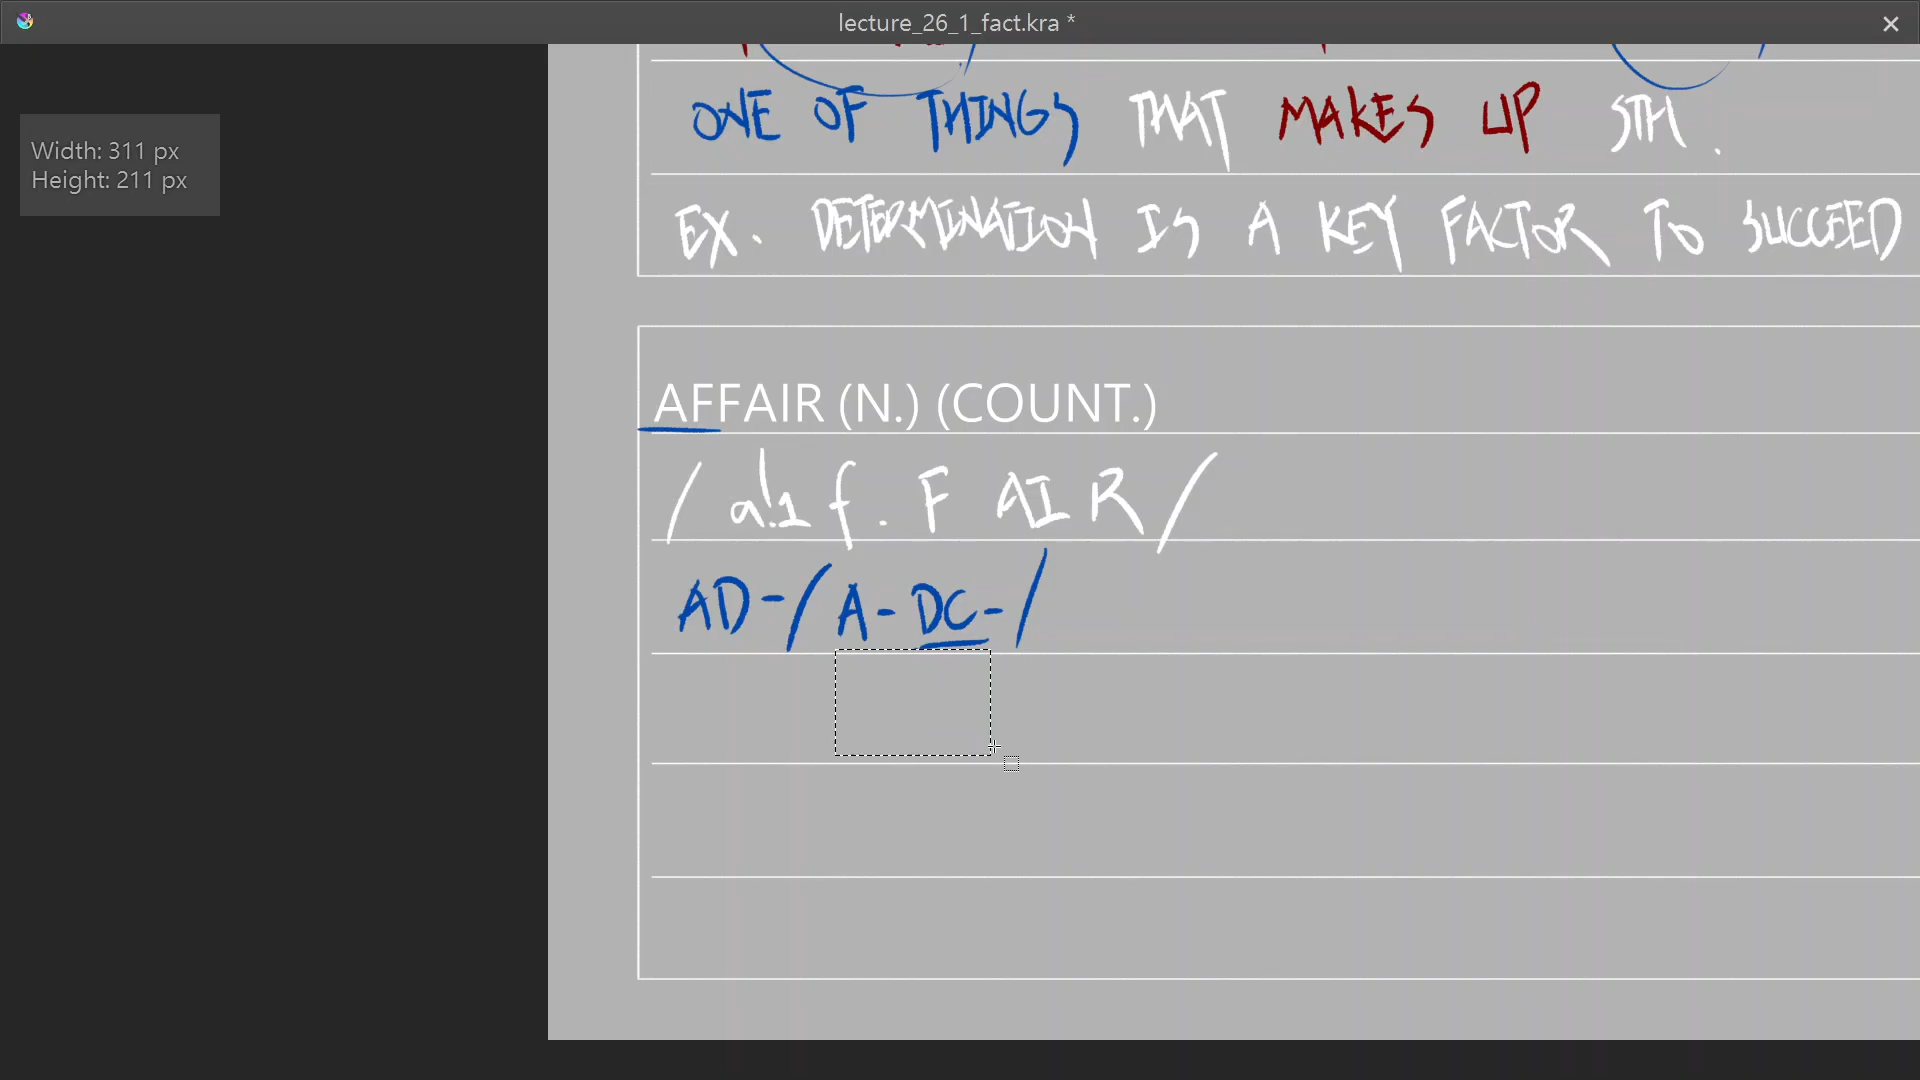 lecture_26_1_fact.kra *
Width: 311 px
Height: 211 px
ONE OF THINGS THAT MAKES UP STH.
EX. DETERMINATION IS A KEY FACTOR TO SUCCEED
AFFAIR (N.) (COUNT.)
/ a!1 f. F AIR /
AD-/A-DC-/